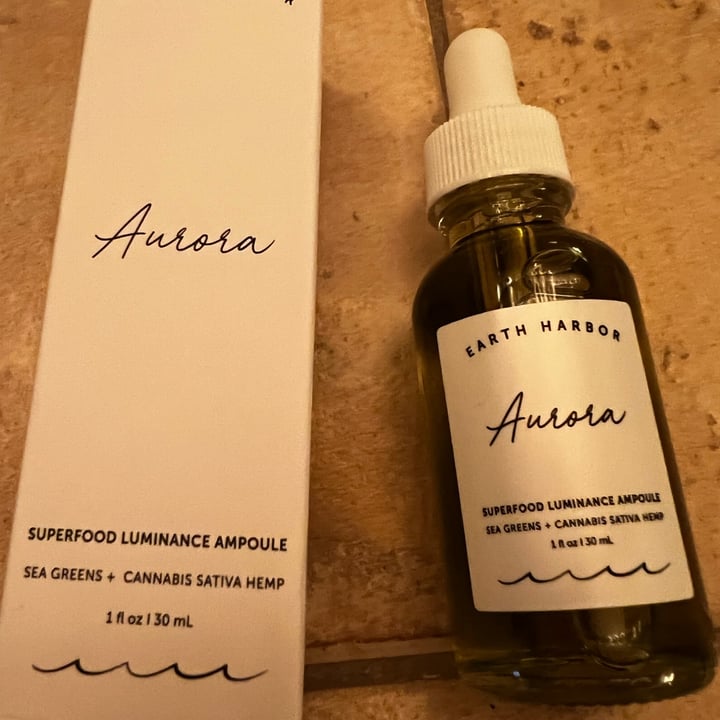 Aurora
SUPERFOOD LUMINANCE AMPOULE
SEA GREENS + CANNABIS SATIVA HEMP
1 fl oz | 30 mL
EARTH HARBOR
Aurora
SUPERFOOD LUMINANCE AMPOULE
SEA GREENS + CANNABIS SATIVA HEMP
1 fl oz | 30 mL